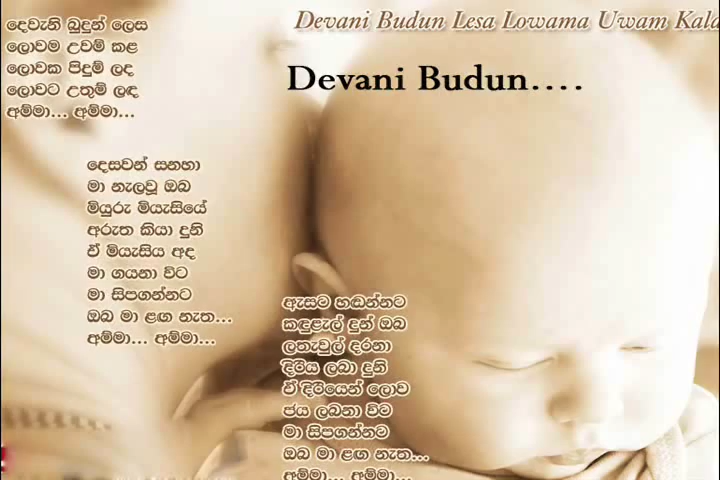 Devani Budun Lesa Lowama Uwam Kala
Devani Budun....
දෙවැනි බුදුන් ලෙස
ලොවම උවම් කළ
ලොවක පිදුම් ලද
ලොවට උතුම් ලඳ
අම්මා... අම්මා...
දෙසවන් සනහා
මා නැලවූ ඔබ
මියුරු මියැසියේ
අරුත කියා දුනි
ඒ මියැසිය අද
මා ගයනා විට
මා සිපගන්නට
ඔබ මා ළඟ නැත...
අම්මා... අම්මා...
ඇසට හඬන්නට
කඳුළැල් දුන් ඔබ
ලතැවුල් දරනා
දිරිය ලබා දුනි
ඒ දිරියෙන් ලොව
ජය ලබනා විට
මා සිපගන්නට
ඔබ මා ළඟ නැත...
අම්මා... අම්මා...